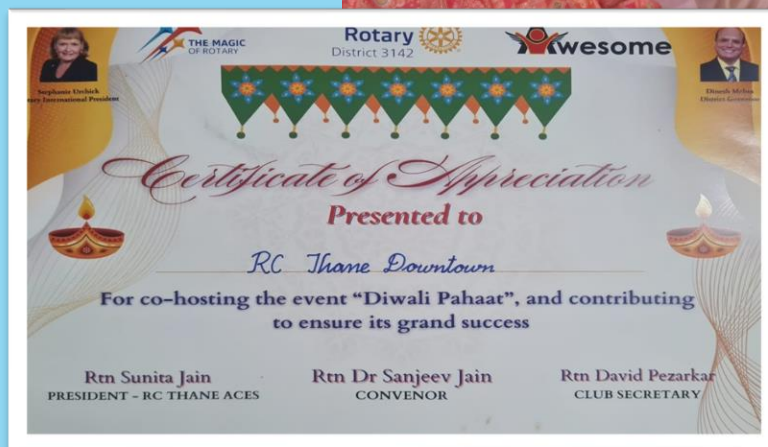 THE MAGIC
OF ROTARY
Rotary
District 3142
Awesome
Stephanie Urchick
Rotary International President
Dinesh Mehta
District Governor
Certificate of Appreciation
Presented to
RC Thane Downtown
For co-hosting the event “Diwali Pahaat”, and contributing
to ensure its grand success
Rtn Sunita Jain
PRESIDENT - RC THANE ACES
Rtn Dr Sanjeev Jain
CONVENOR
Rtn David Pezarkar
CLUB SECRETARY